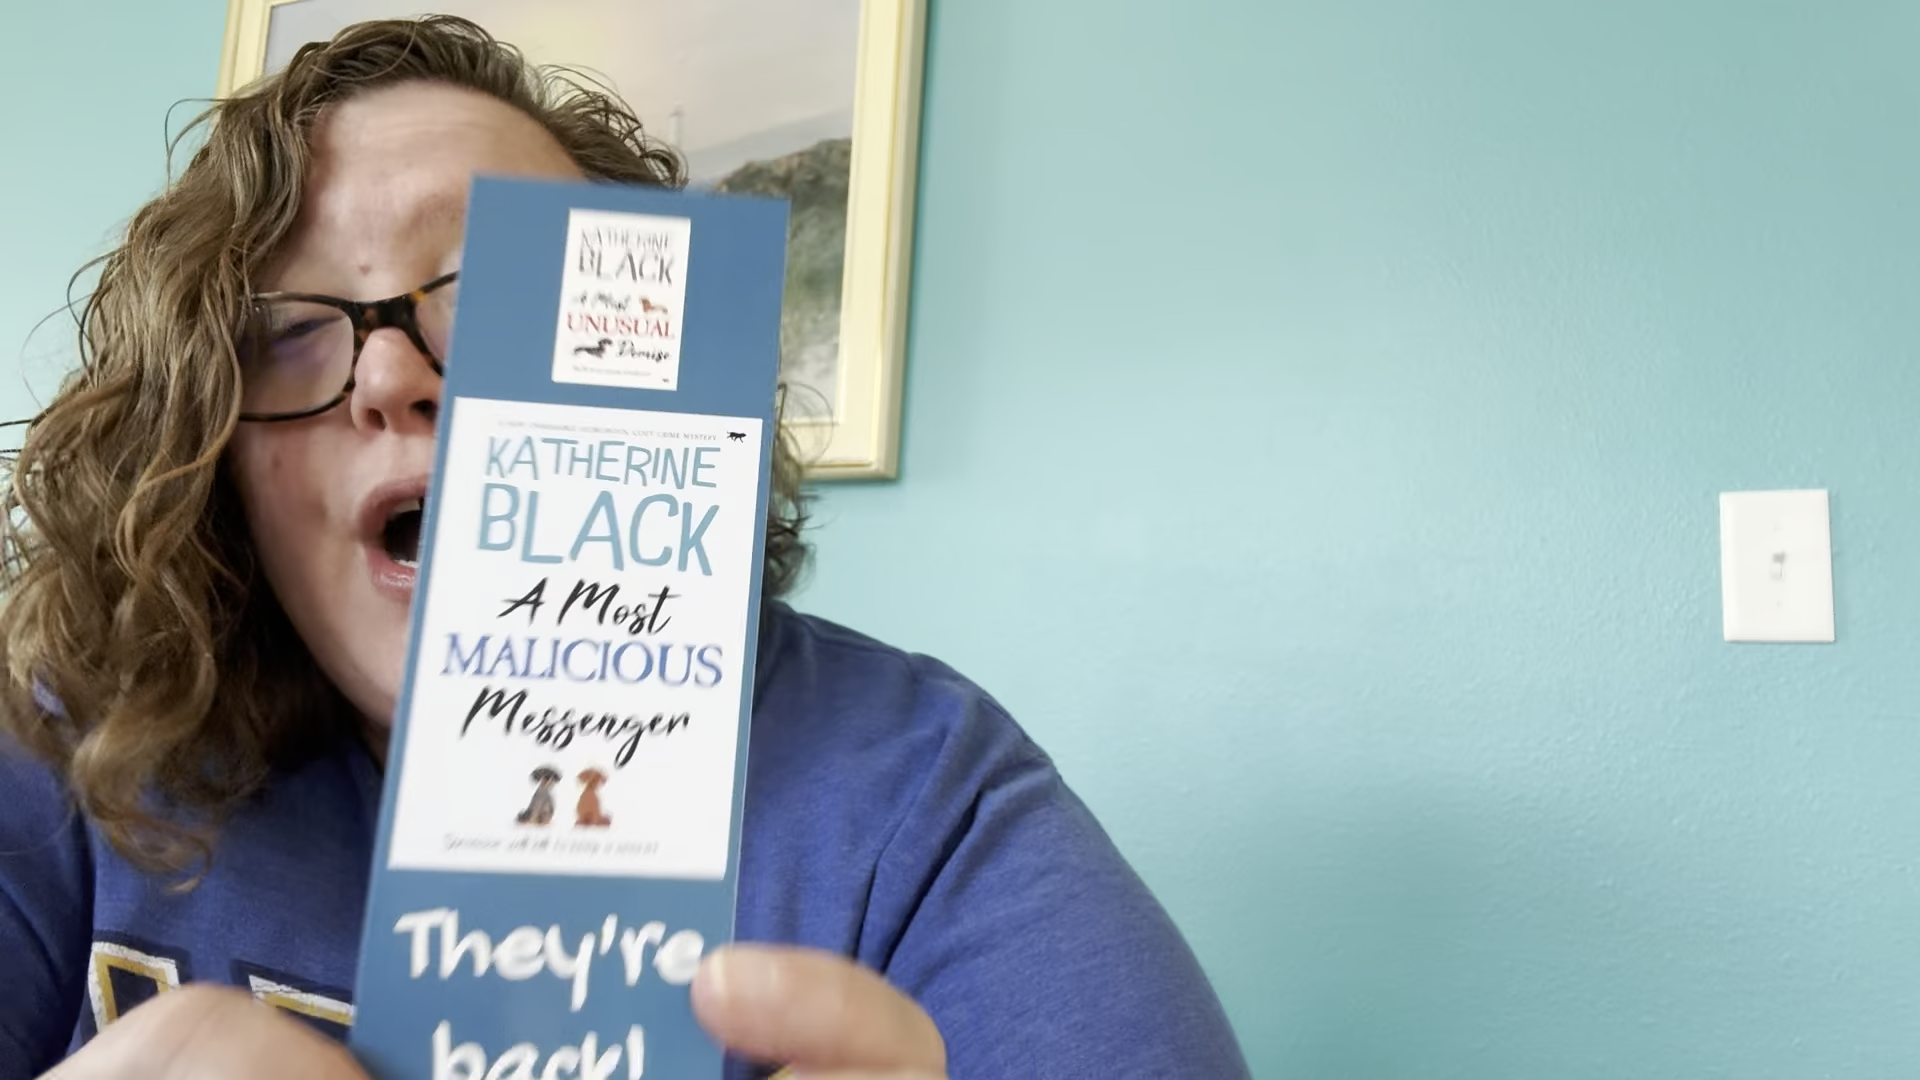 KATHERINE
BLACK
A Most
UNUSUAL
Demise
KATHERINE
BLACK
A Most
MALICIOUS
Messenger
They're
back!